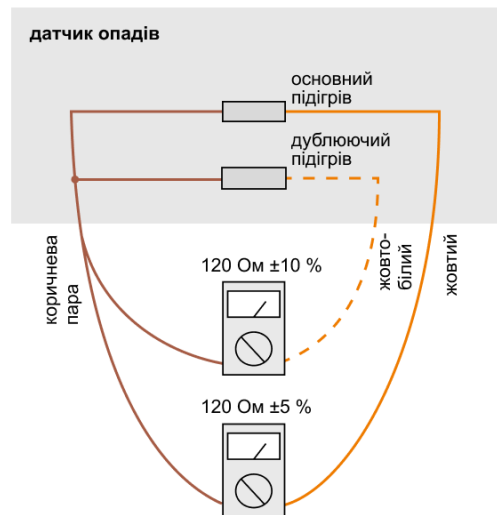 датчик опадів
основний
підігрів
дублюючий
підігрів
коричнева
пара
120 Ом ±10 %
жовто-
білий
жовтий
120 Ом ±5 %